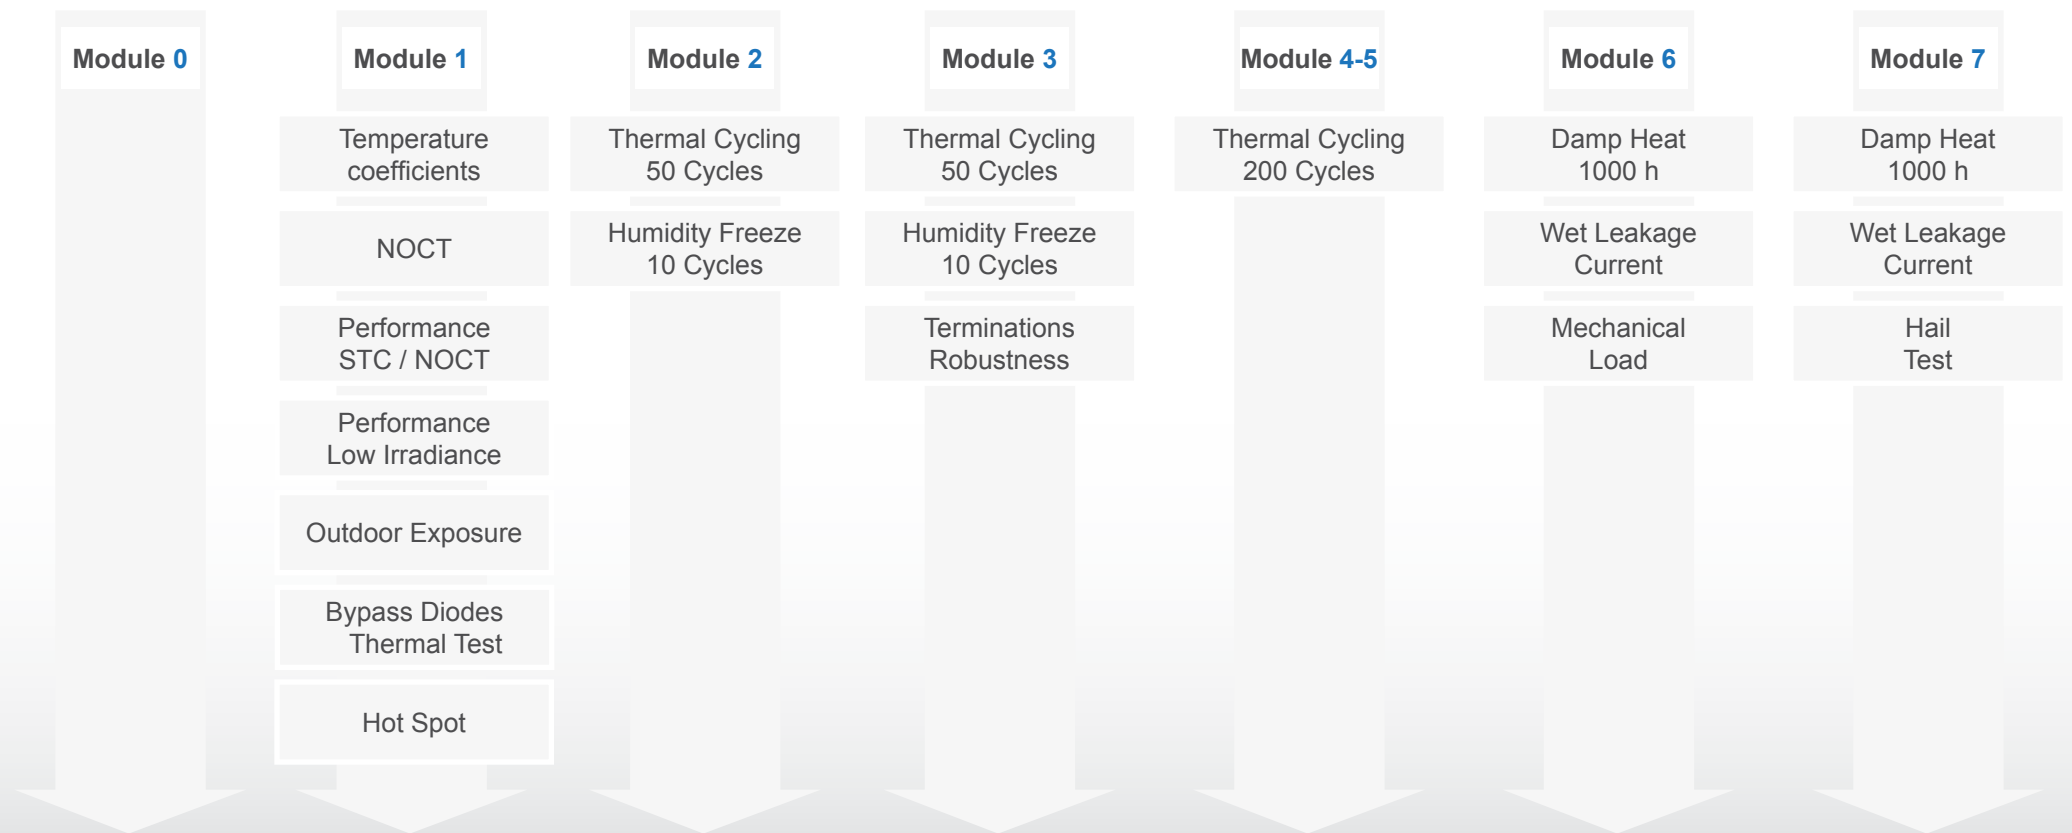 Module 0
Module 1
Temperature
coefficients
NOCT
Performance
STC / NOCT
Performance
Low Irradiance
Outdoor Exposure
Bypass Diodes
Thermal Test
Hot Spot
Module 2
Thermal Cycling
50 Cycles
Humidity Freeze
10 Cycles
Module 3
Thermal Cycling
50 Cycles
Humidity Freeze
10 Cycles
Terminations
Robustness
Module 4-5
Thermal Cycling
200 Cycles
Module 6
Damp Heat
1000 h
Wet Leakage
Current
Mechanical
Load
Module 7
Damp Heat
1000 h
Wet Leakage
Current
Hail
Test